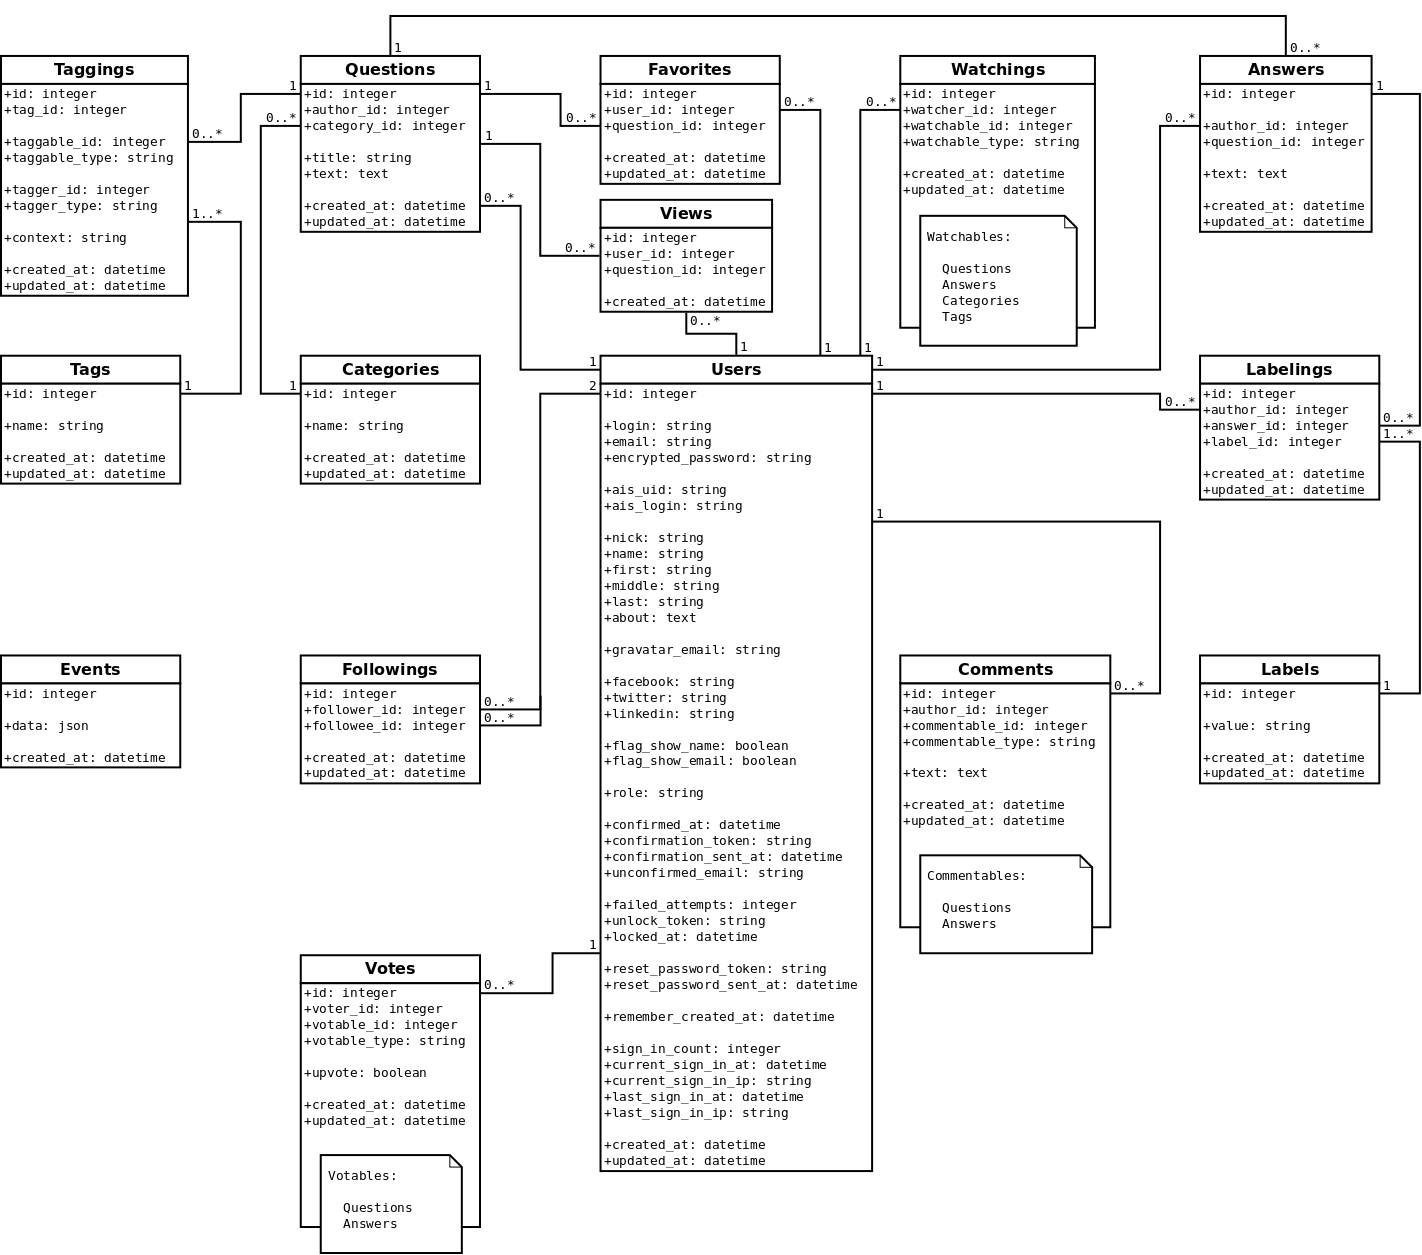 1
0..*
Taggings
+id: integer
+tag_id: integer
+taggable_id: integer
+taggable_type: string
+tagger_id: integer
+tagger_type: string
+context: string
+created_at: datetime
+updated_at: datetime
0..*
1..*
Questions
+id: integer
+author_id: integer
+category_id: integer
+title: string
+text: text
+created_at: datetime
+updated_at: datetime
1
0..*
1
1
0..*
Favorites
+id: integer
+user_id: integer
+question_id: integer
+created_at: datetime
+updated_at: datetime
0..*
0..*
Views
+id: integer
+user_id: integer
+question_id: integer
+created_at: datetime
0..*
0..*
Watchings
+id: integer
+watcher_id: integer
+watchable_id: integer
+watchable_type: string
+created_at: datetime
+updated_at: datetime
0..*
Watchables:
Questions
Answers
Categories
Tags
Answers
+id: integer
+author_id: integer
+question_id: integer
+text: text
+created_at: datetime
+updated_at: datetime
1
0..*
Tags
+id: integer
+name: string
+created_at: datetime
+updated_at: datetime
1
Categories
+id: integer
+name: string
+created_at: datetime
+updated_at: datetime
1
Users
+id: integer
+login: string
+email: string
+encrypted_password: string
+ais_uid: string
+ais_login: string
+nick: string
+name: string
+first: string
+middle: string
+last: string
+about: text
+gravatar_email: string
+facebook: string
+twitter: string
+linkedin: string
+flag_show_name: boolean
+flag_show_email: boolean
+role: string
+confirmed_at: datetime
+confirmation_token: string
+confirmation_sent_at: datetime
+unconfirmed_email: string
+failed_attempts: integer
+unlock_token: string
+locked_at: datetime
+reset_password_token: string
+reset_password_sent_at: datetime
+remember_created_at: datetime
+sign_in_count: integer
+current_sign_in_at: datetime
+current_sign_in_ip: string
+last_sign_in_at: datetime
+last_sign_in_ip: string
+created_at: datetime
+updated_at: datetime
1
1
1
1
2
1
1
1
1
Labelings
+id: integer
+author_id: integer
+answer_id: integer
+label_id: integer
+created_at: datetime
+updated_at: datetime
0..*
0..*
1..*
Events
+id: integer
+data: json
+created_at: datetime
Followings
+id: integer
+follower_id: integer
+followee_id: integer
+created_at: datetime
+updated_at: datetime
0..*
0..*
Comments
+id: integer
+author_id: integer
+commentable_id: integer
+commentable_type: string
+text: text
+created_at: datetime
+updated_at: datetime
0..*
Commentables:
Questions
Answers
Labels
+id: integer
+value: string
+created_at: datetime
+updated_at: datetime
1
Votes
+id: integer
+voter_id: integer
+votable_id: integer
+votable_type: string
+upvote: boolean
+created_at: datetime
+updated_at: datetime
0..*
Votables:
Questions
Answers